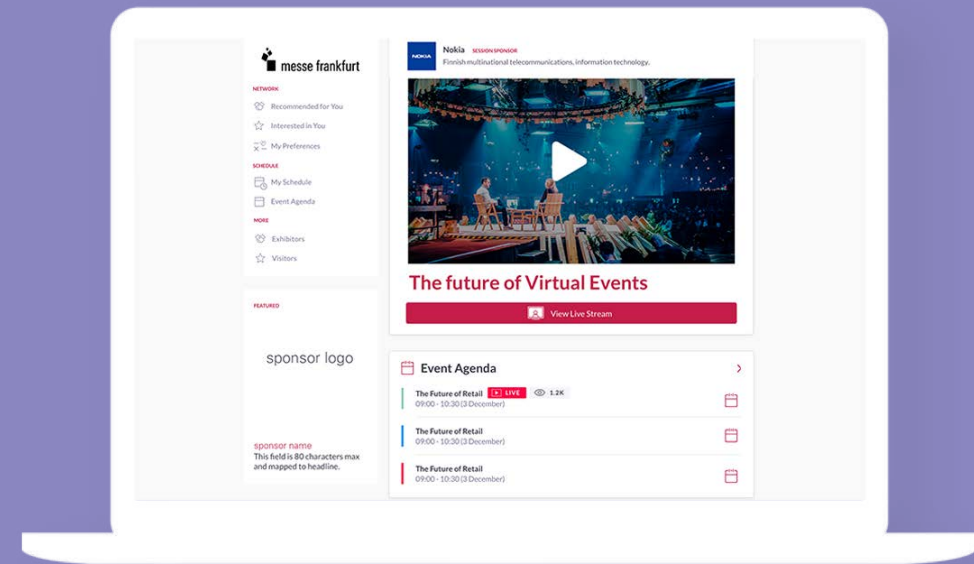 messe frankfurt
NETWORK
Recommended for You
Interested in You
My Preferences
SCHEDULE
My Schedule
Event Agenda
MORE
Exhibitors
Visitors
FEATURED
sponsor logo
sponsor name
This field is 80 characters max
and mapped to headline.
NOKIA
Nokia SESSION SPONSOR
Finnish multinational telecommunications, information technology.
The future of Virtual Events
View Live Stream
Event Agenda
The Future of Retail LIVE 1.2K
09:00 - 10:30 (3 December)
The Future of Retail
09:00 - 10:30 (3 December)
The Future of Retail
09:00 - 10:30 (3 December)